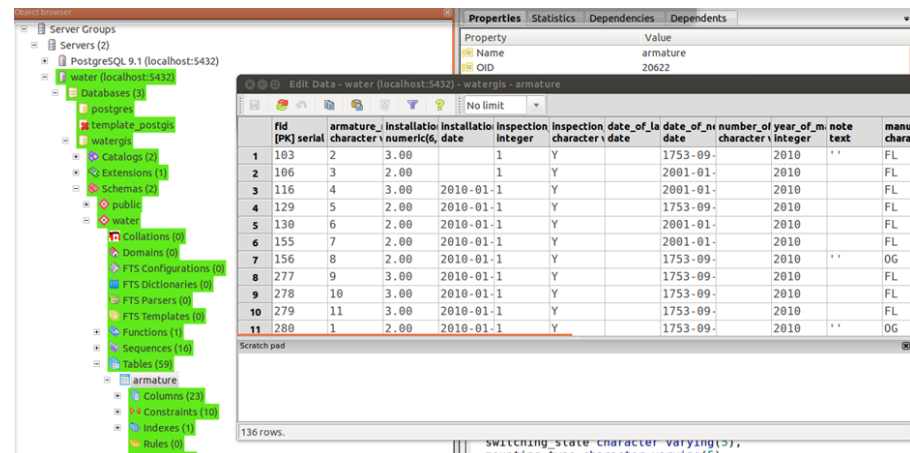 Object browser
Server Groups
Servers (2)
PostgreSQL 9.1 (localhost:5432)
water (localhost:5432)
Databases (3)
postgres
template_postgis
watergis
Catalogs (2)
Extensions (1)
Schemas (2)
public
water
Collations (0)
Domains (0)
FTS Configurations (0)
FTS Dictionaries (0)
FTS Parsers (0)
FTS Templates (0)
Functions (1)
Sequences (16)
Tables (59)
armature
Columns (23)
Constraints (10)
Indexes (1)
Rules (0)
Properties Statistics Dependencies Dependents
Property Value
Name armature
OID 20622
Edit Data - water (localhost:5432) - watergis - armature
No limit
fid armature_ installatio installatio inspection inspection date_of_la date_of_ne number_of year_of_m note manu
[PK] serial character v numeric(6, date integer character v date date character v integer text chara
1 103 2 3.00 1 Y 1753-09- 2010 '' FL
2 106 3 2.00 1 Y 2001-01- 2010 FL
3 116 4 3.00 2010-01- 1 Y 2001-01- 2010 FL
4 129 5 2.00 2010-01- 1 Y 1753-09- 2010 FL
5 130 6 2.00 2010-01- 1 Y 2001-01- 2010 FL
6 155 7 2.00 2010-01- 1 Y 2001-01- 2010 FL
7 156 8 2.00 2010-01- 1 Y 1753-09- 2010 '' OG
8 277 9 3.00 2010-01- 1 Y 1753-09- 2010 FL
9 278 10 3.00 2010-01- 1 Y 1753-09- 2010 FL
10 279 11 3.00 2010-01- 1 Y 1753-09- 2010 FL
11 280 1 2.00 2010-01- 1 Y 1753-09- 2010 '' OG
Scratch pad
136 rows.
switching_state character varying(5),